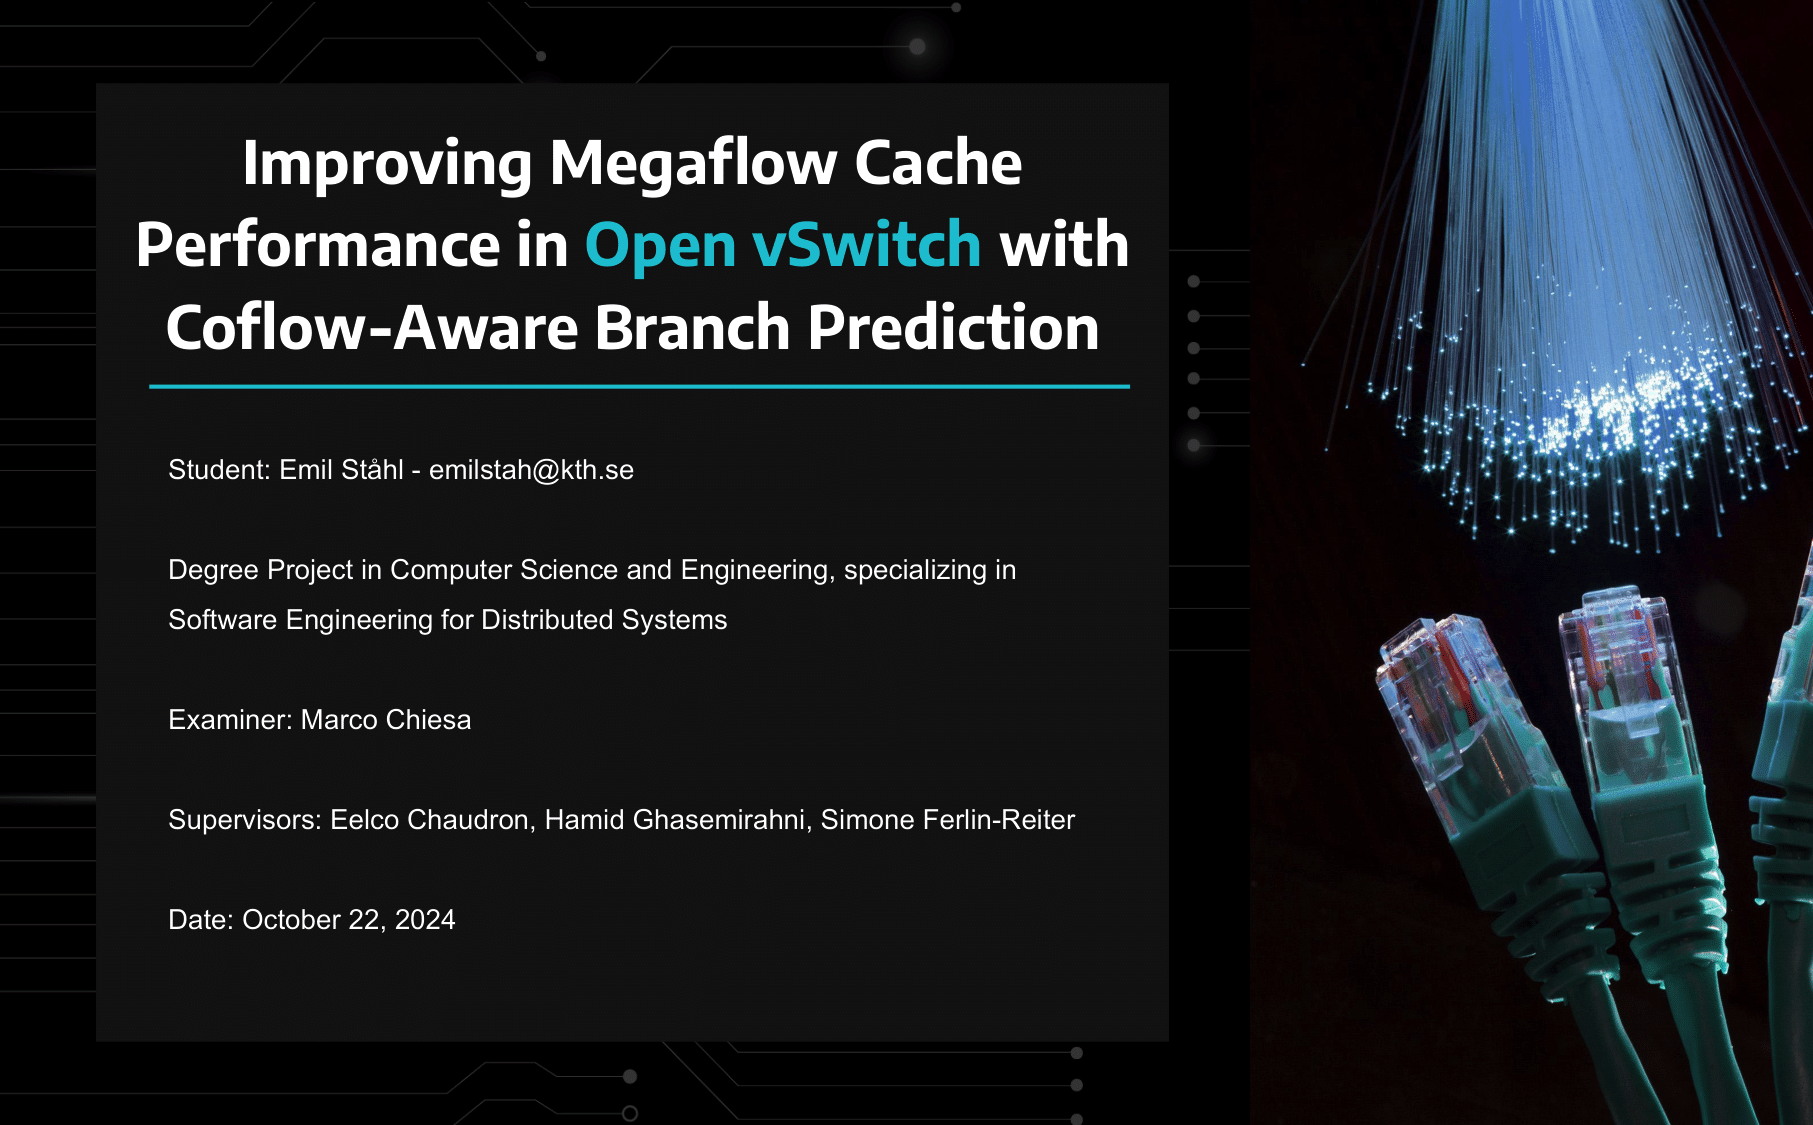 Improving Megaflow Cache
Performance in Open vSwitch with
Coflow-Aware Branch Prediction
Student: Emil Ståhl - emilstah@kth.se
Degree Project in Computer Science and Engineering, specializing in
Software Engineering for Distributed Systems
Examiner: Marco Chiesa
Supervisors: Eelco Chaudron, Hamid Ghasemirahni, Simone Ferlin-Reiter
Date: October 22, 2024